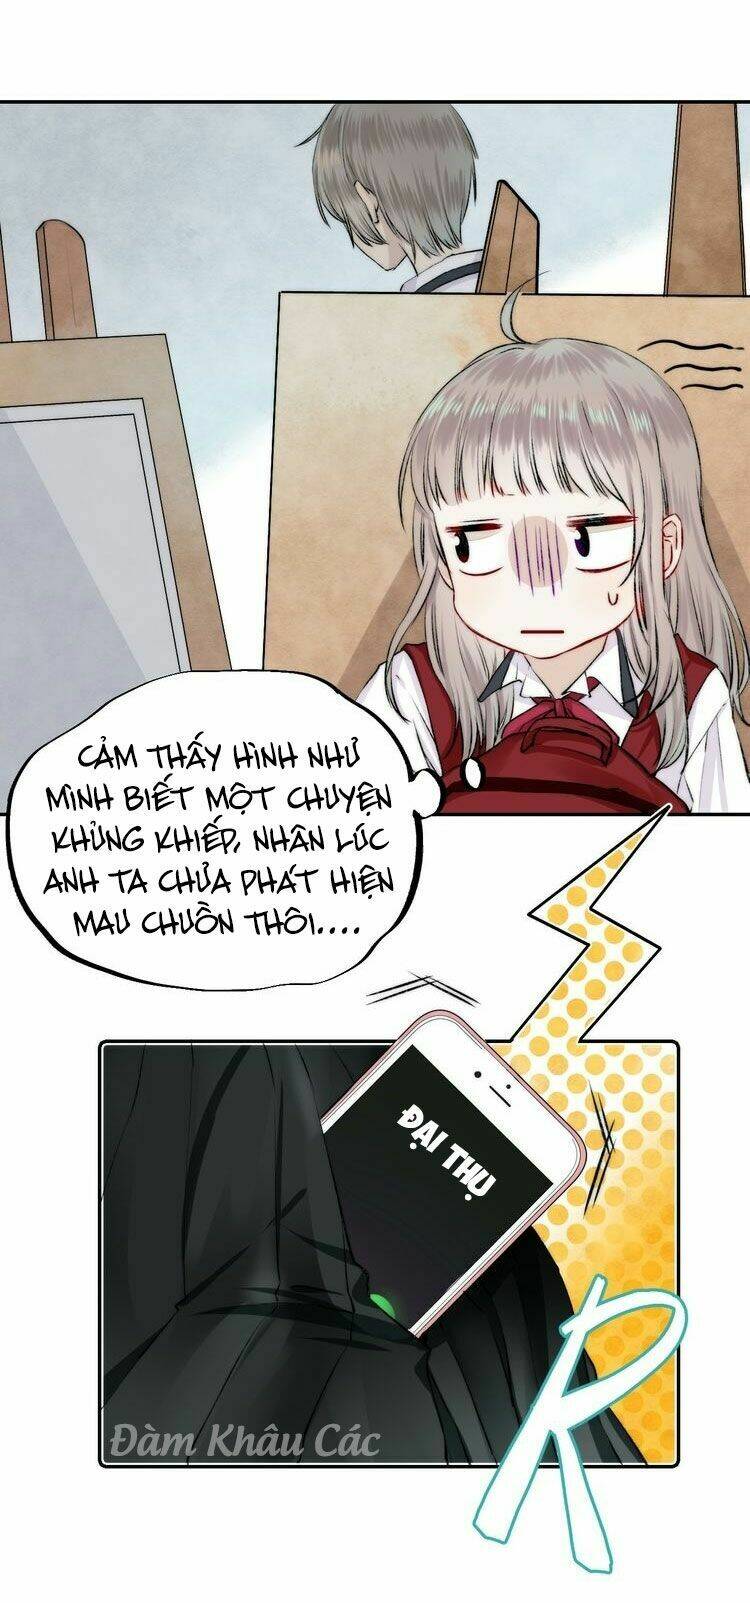 CẢM THẤY HÌNH NHƯ
MÌNH BIẾT MỘT CHUYỆN
KHỦNG KHIẾP, NHÂN LÚC
ANH TA CHƯA PHÁT HIỆN
MAU CHUỒN THÔI....
ĐẠI THỤ
R
Đàm Khâu Các